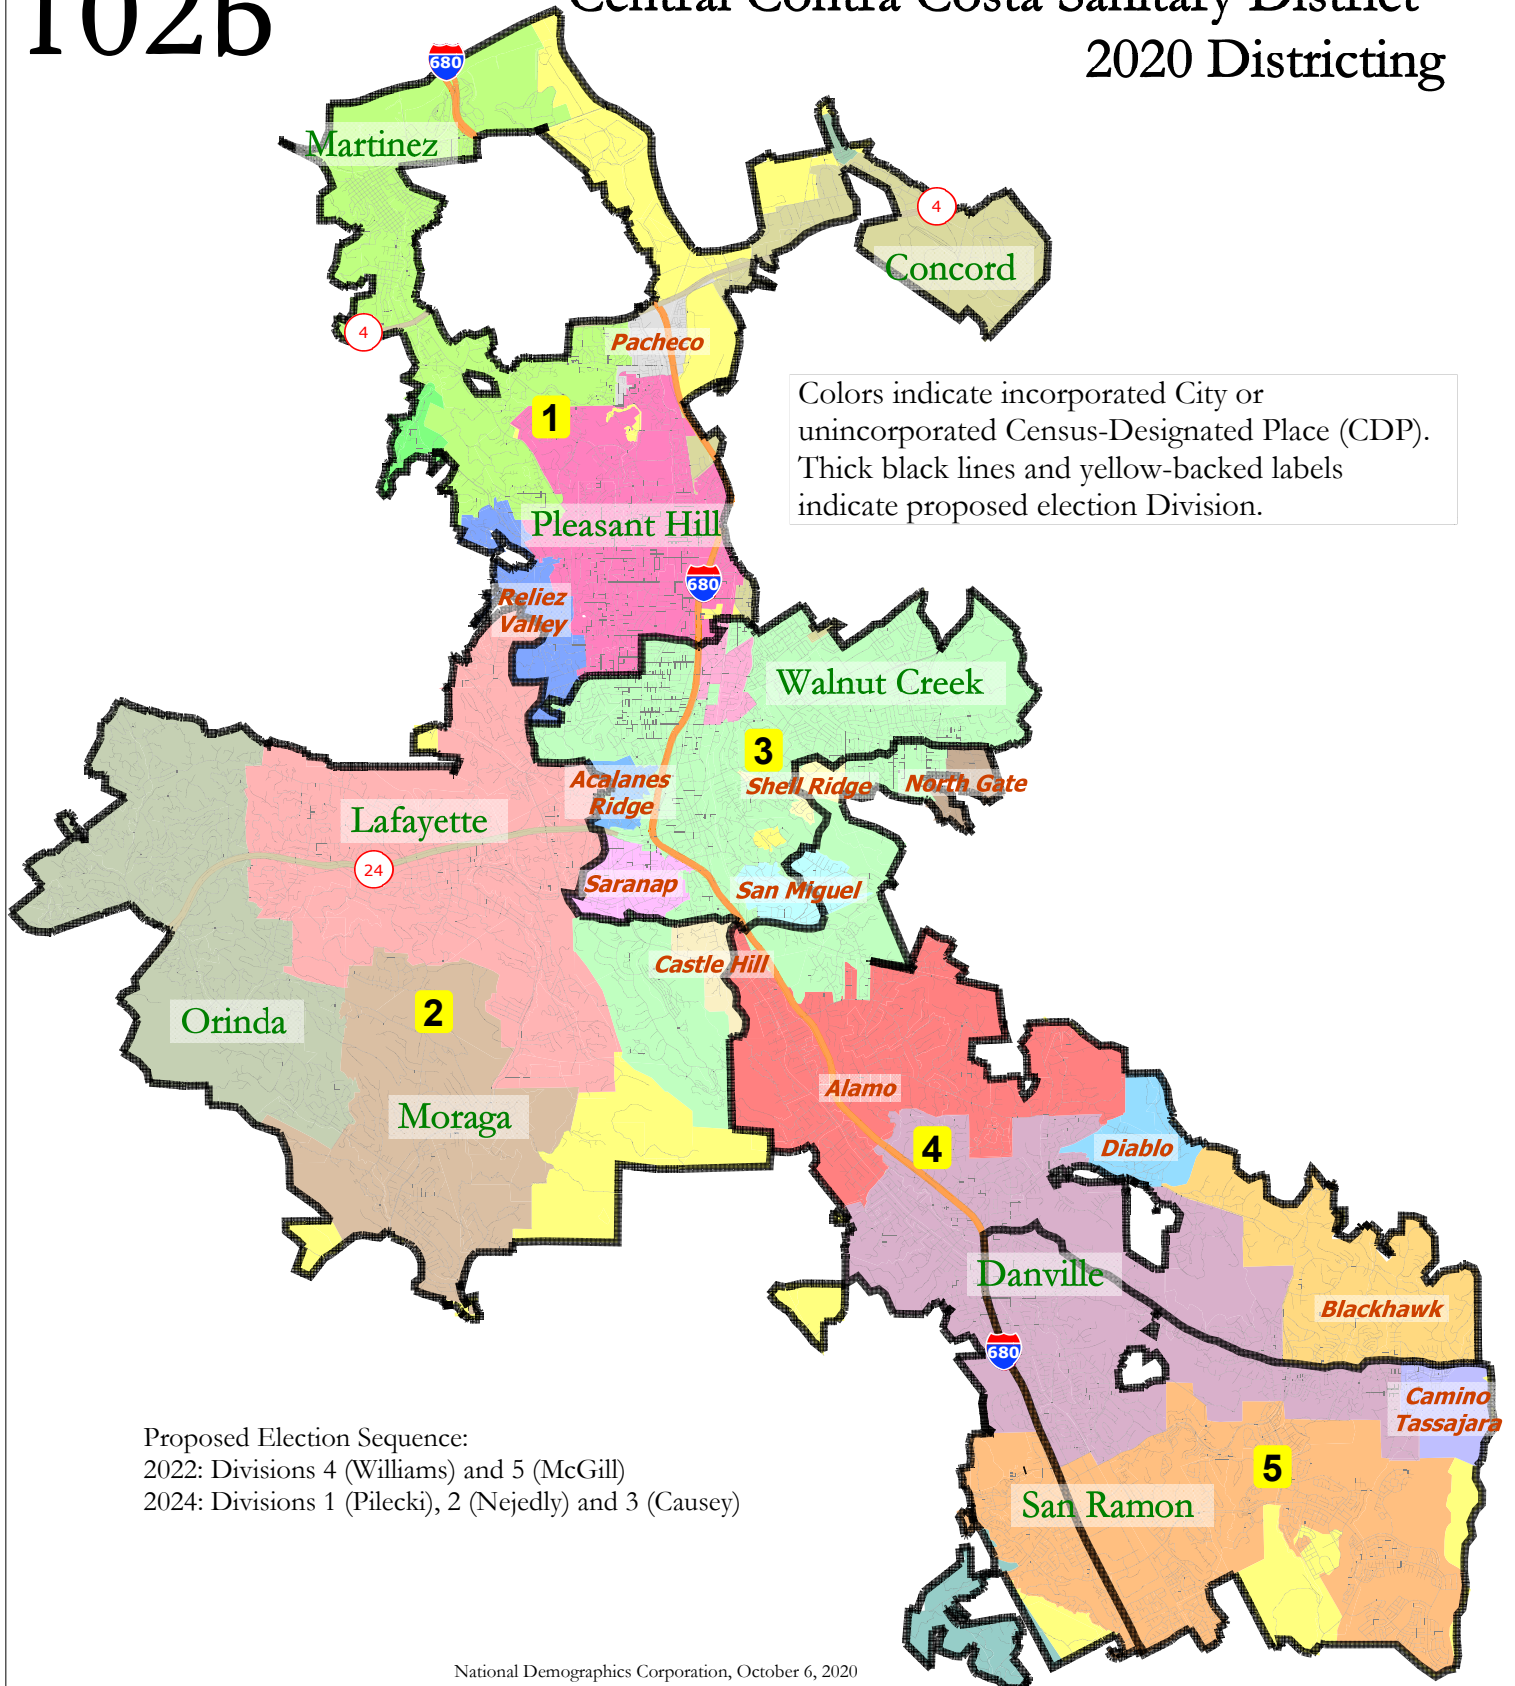 102b
Central Contra Costa Sanitary District
2020 Districting
680
Martinez
4
Concord
4
Pacheco
Colors indicate incorporated City or
unincorporated Census-Designated Place (CDP).
Thick black lines and yellow-backed labels
indicate proposed election Division.
1
Pleasant Hill
680
Reliez
Valley
Walnut Creek
3
Acalanes
Ridge
Shell Ridge
North Gate
Lafayette
24
Saranap
San Miguel
Castle Hill
Orinda
2
Alamo
Moraga
4
Diablo
Danville
Blackhawk
680
Camino
Tassajara
Proposed Election Sequence:
2022: Divisions 4 (Williams) and 5 (McGill)
2024: Divisions 1 (Pilecki), 2 (Nejedly) and 3 (Causey)
5
San Ramon
National Demographics Corporation, October 6, 2020